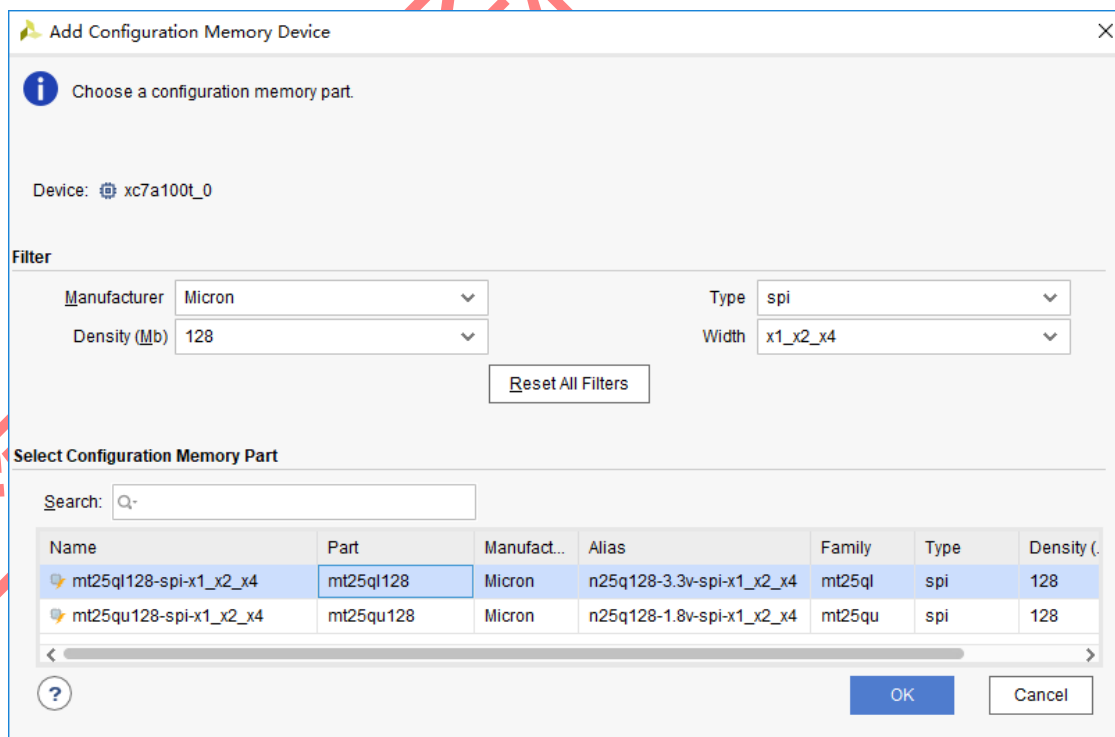 Add Configuration Memory Device
Choose a configuration memory part.
Device: xc7a100t_0
Filter
Manufacturer Micron Type spi
Density (Mb) 128 Width x1_x2_x4
Reset All Filters
Select Configuration Memory Part
Search:
Name Part Manufact... Alias Family Type Density (.
mt25ql128-spi-x1_x2_x4 mt25ql128 Micron n25q128-3.3v-spi-x1_x2_x4 mt25ql spi 128
mt25qu128-spi-x1_x2_x4 mt25qu128 Micron n25q128-1.8v-spi-x1_x2_x4 mt25qu spi 128
? OK Cancel